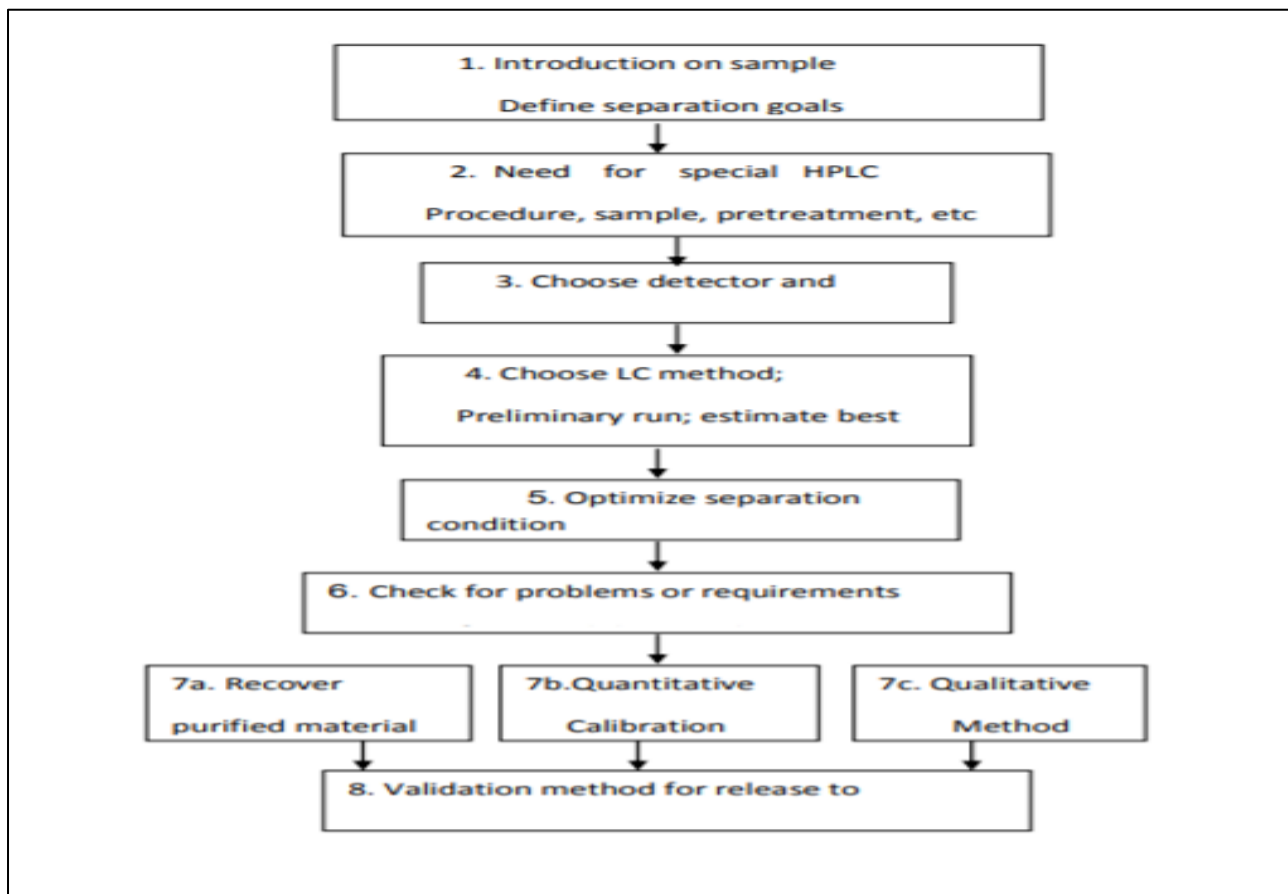 1. Introduction on sample
Define separation goals
2. Need for special HPLC
Procedure, sample, pretreatment, etc
3. Choose detector and
4. Choose LC method;
Preliminary run; estimate best
5. Optimize separation
condition
6. Check for problems or requirements
7a. Recover
purified material
7b.Quantitative
Calibration
7c. Qualitative
Method
8. Validation method for release to